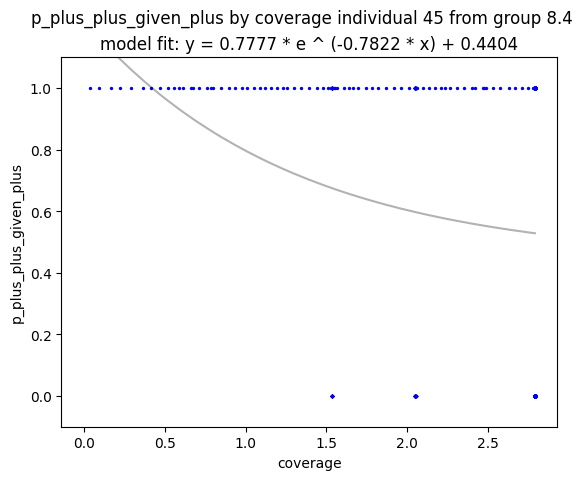 p_plus_plus_given_plus by coverage individual 45 from group 8.4
model fit: y = 0.7777 * e ^ (-0.7822 * x) + 0.4404
p_plus_plus_given_plus
1.0
0.8
0.6
0.4
0.2
0.0
0.0 0.5 1.0 1.5 2.0 2.5
coverage